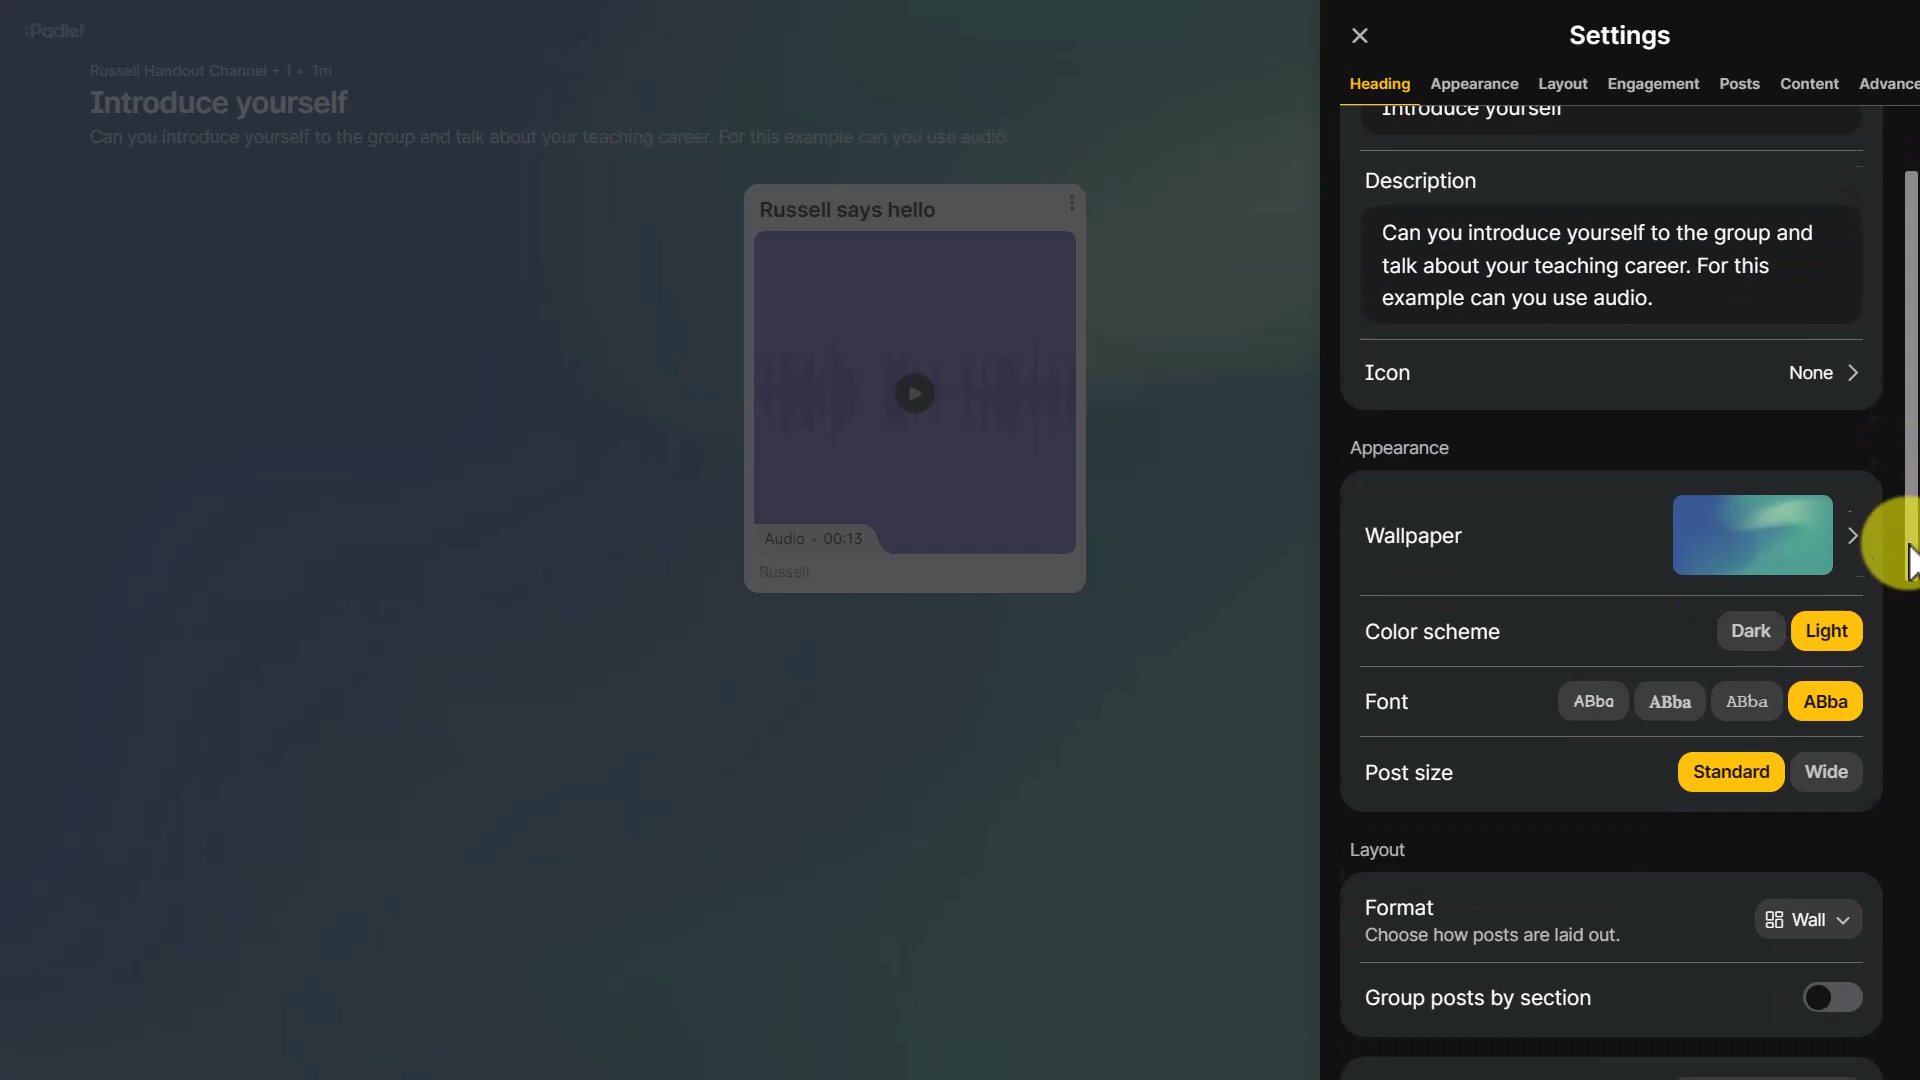 :Padlet
Russell Handout Channel + 1 • 1m
Introduce yourself
Can you introduce yourself to the group and talk about your teaching career. For this example can you use audio.
Russell says hello
Audio • 00:13
Russell
Settings
Heading Appearance Layout Engagement Posts Content Advance
Introduce yourself
Description
Can you introduce yourself to the group and
talk about your teaching career. For this
example can you use audio.
Icon None
Appearance
Wallpaper
Color scheme Dark Light
Font ABba ABba ABba ABba
Post size Standard Wide
Layout
Format Wall
Choose how posts are laid out.
Group posts by section